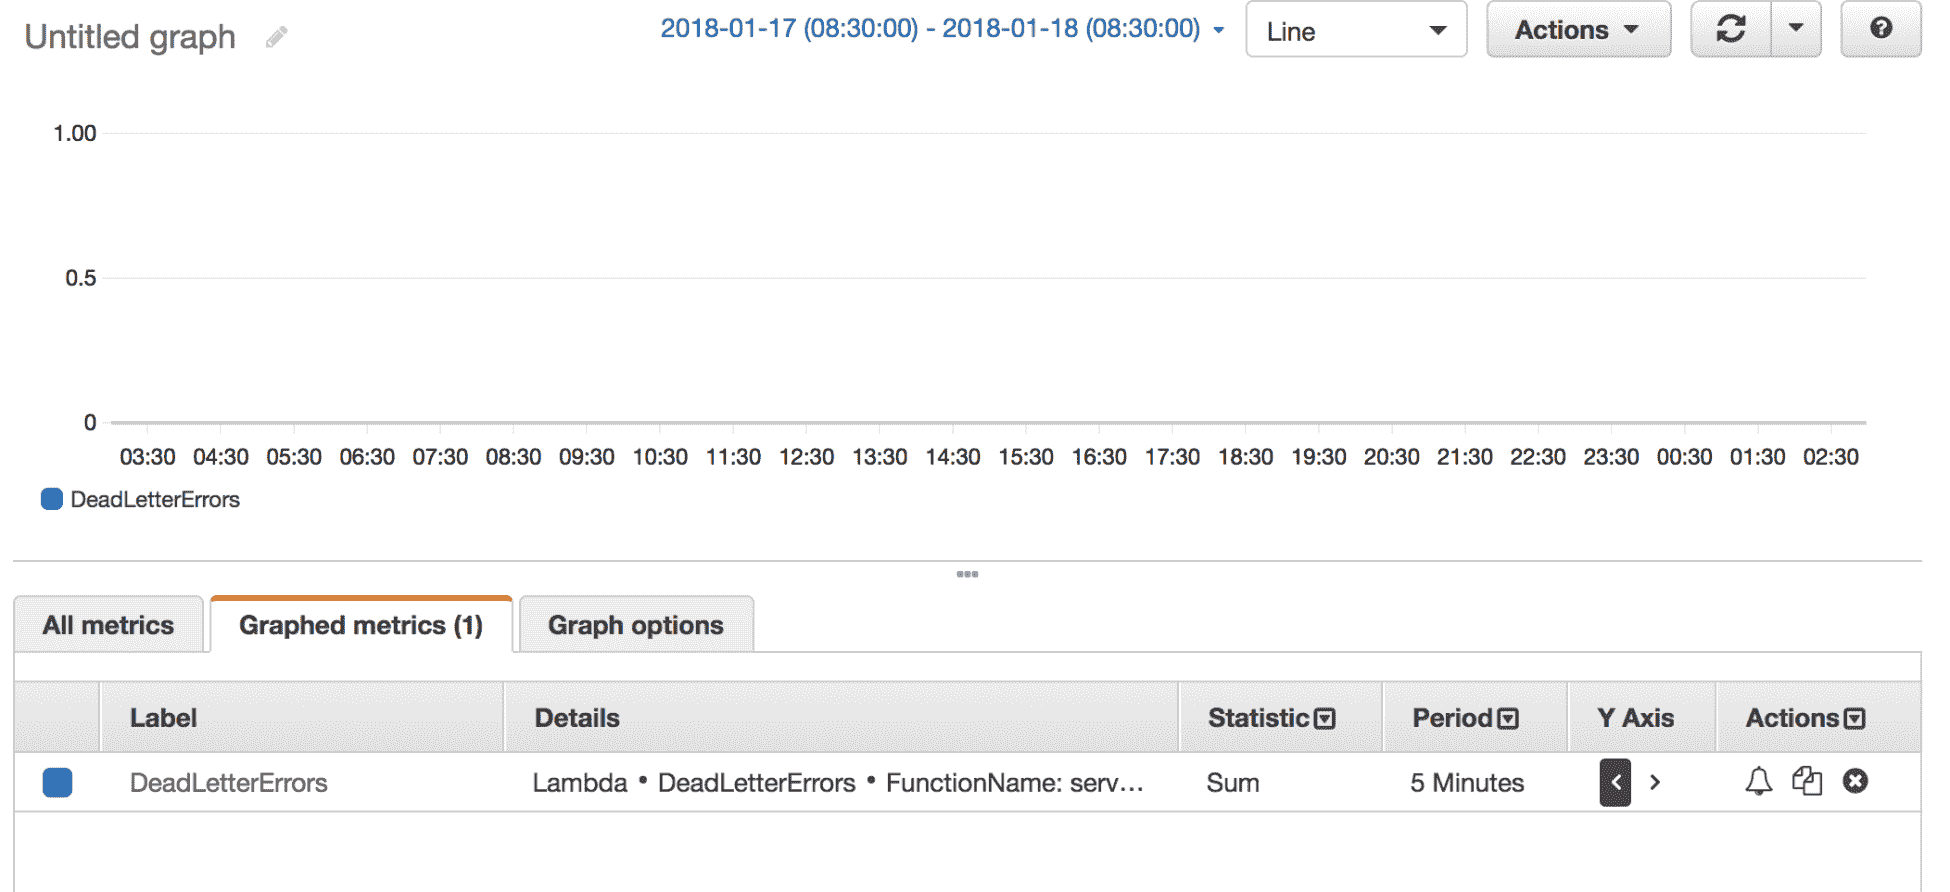 Untitled graph 2018-01-17 (08:30:00) - 2018-01-18 (08:30:00) Line Actions
1.00
0.5
0
03:30 04:30 05:30 06:30 07:30 08:30 09:30 10:30 11:30 12:30 13:30 14:30 15:30 16:30 17:30 18:30 19:30 20:30 21:30 22:30 23:30 00:30 01:30 02:30
DeadLetterErrors
All metrics Graphed metrics (1) Graph options
Label Details Statistic Period Y Axis Actions
DeadLetterErrors Lambda • DeadLetterErrors • FunctionName: serv... Sum 5 Minutes